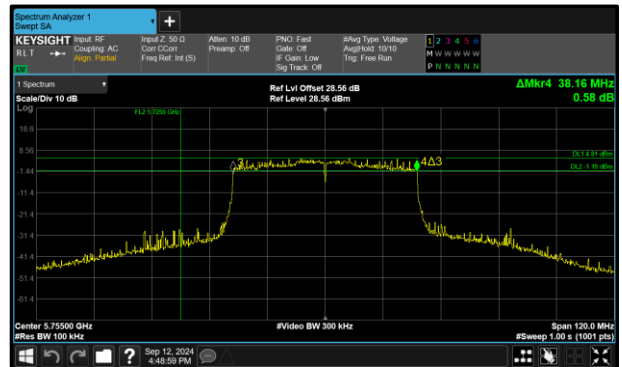 Spectrum Analyzer 1
Swept SA
KEYSIGHT Input: RF Input Z: 50 Ω Atten: 10 dB PNO: Fast #Avg Type: Voltage 1 2 3 4 5 6
RLT Coupling: AC Corr CCorr Preamp: Off Gate: Off Avg|Hold: 10/10 M W W W W W
Align: Partial Freq Ref: Int (S) IF Gain: Low Trig: Free Run P N N N N N
Sig Track: Off
1 Spectrum Ref Lvl Offset 28.56 dB ΔMkr4 38.16 MHz
Scale/Div 10 dB Ref Level 28.56 dBm 0.58 dB
Log FL2 5.7250 GHz
18.6
8.56
3 4Δ3 DL1 4.81 dBm
-1.44 DL2 -1.19 dBm
-11.4
-21.4
-31.4
-41.4
-51.4
-61.4
Center 5.75500 GHz #Video BW 300 kHz Span 120.0 MHz
#Res BW 100 kHz #Sweep 1.00 s (1001 pts)
? Sep 12, 2024
4:48:59 PM